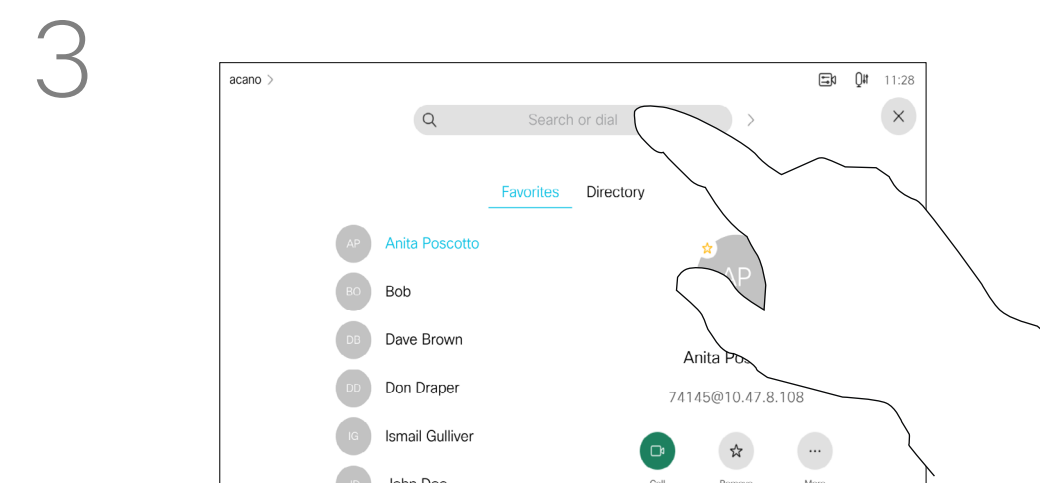 3
acano >
11:28
Search or dial
Favorites Directory
AP Anita Poscotto
AP
BO Bob
DB Dave Brown
Anita Pos
DD Don Draper
74145@10.47.8.108
IG Ismail Gulliver